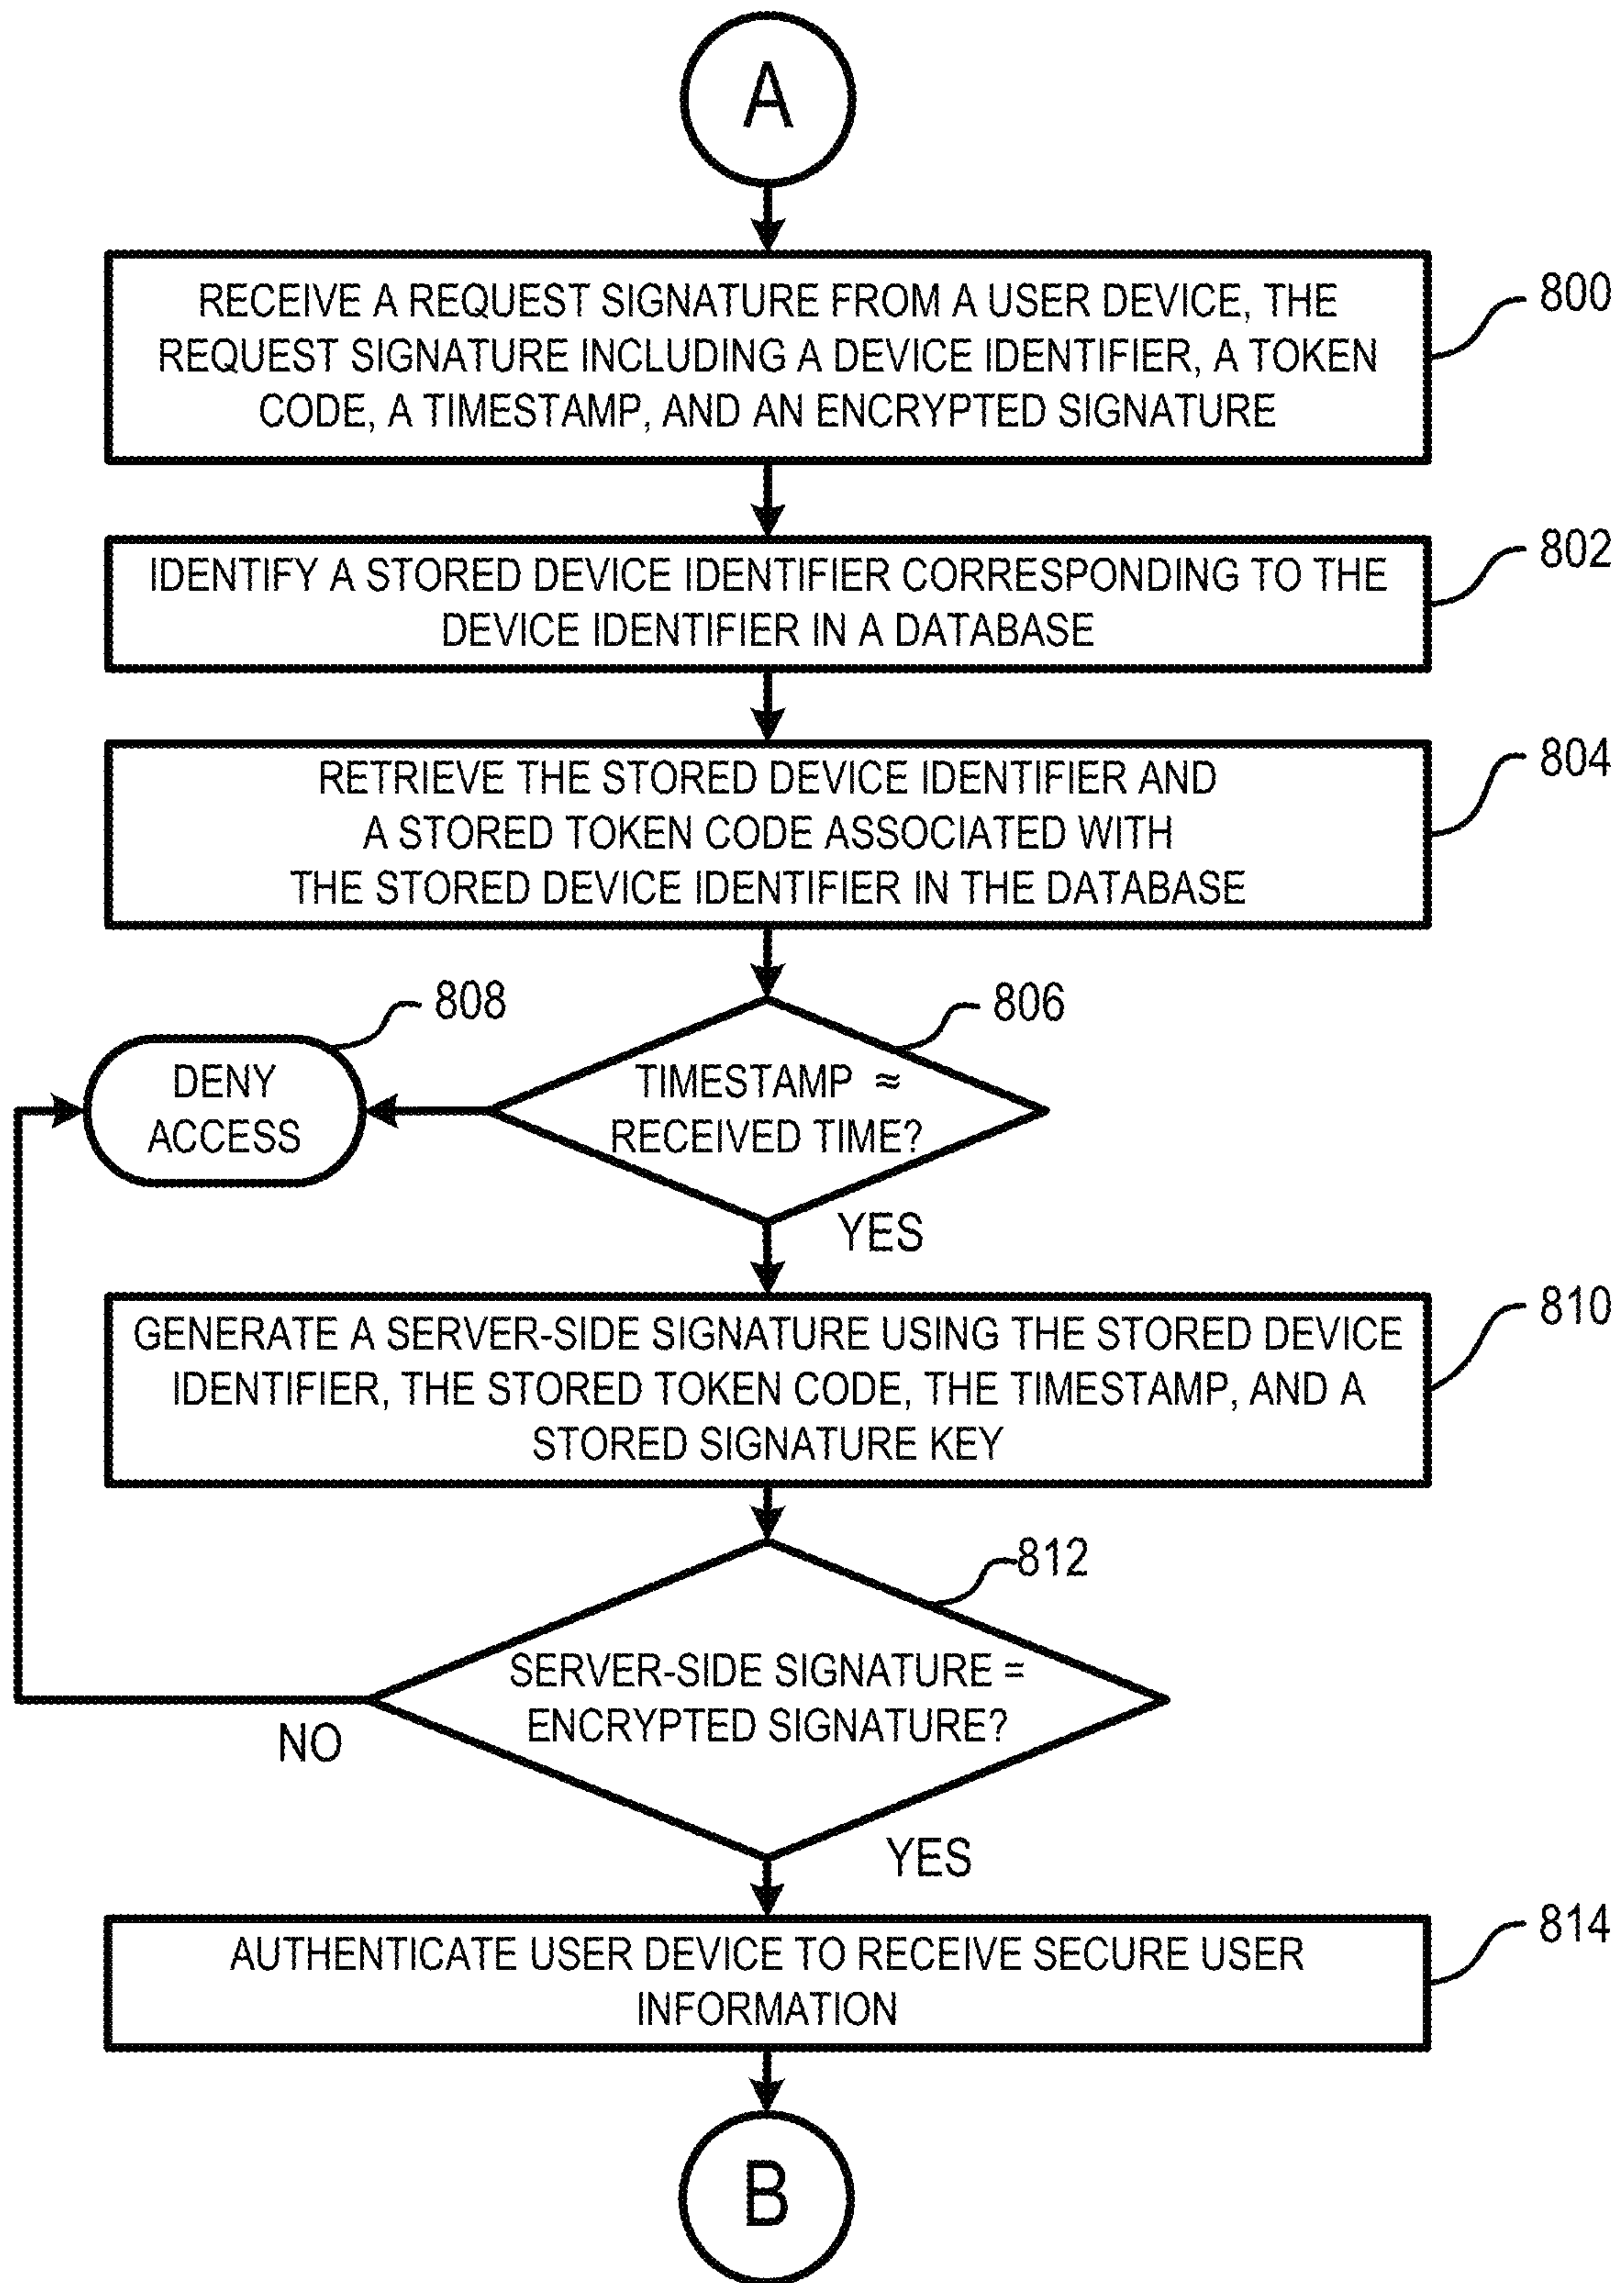 A
RECEIVE A REQUEST SIGNATURE FROM A USER DEVICE, THE
REQUEST SIGNATURE INCLUDING A DEVICE IDENTIFIER, A TOKEN
CODE, A TIMESTAMP, AND AN ENCRYPTED SIGNATURE
800
IDENTIFY A STORED DEVICE IDENTIFIER CORRESPONDING TO THE
DEVICE IDENTIFIER IN A DATABASE
802
RETRIEVE THE STORED DEVICE IDENTIFIER AND
A STORED TOKEN CODE ASSOCIATED WITH
THE STORED DEVICE IDENTIFIER IN THE DATABASE
804
808
806
DENY
ACCESS
TIMESTAMP ≈
RECEIVED TIME?
YES
GENERATE A SERVER-SIDE SIGNATURE USING THE STORED DEVICE
IDENTIFIER, THE STORED TOKEN CODE, THE TIMESTAMP, AND A
STORED SIGNATURE KEY
810
812
SERVER-SIDE SIGNATURE =
ENCRYPTED SIGNATURE?
NO
YES
AUTHENTICATE USER DEVICE TO RECEIVE SECURE USER
INFORMATION
814
B